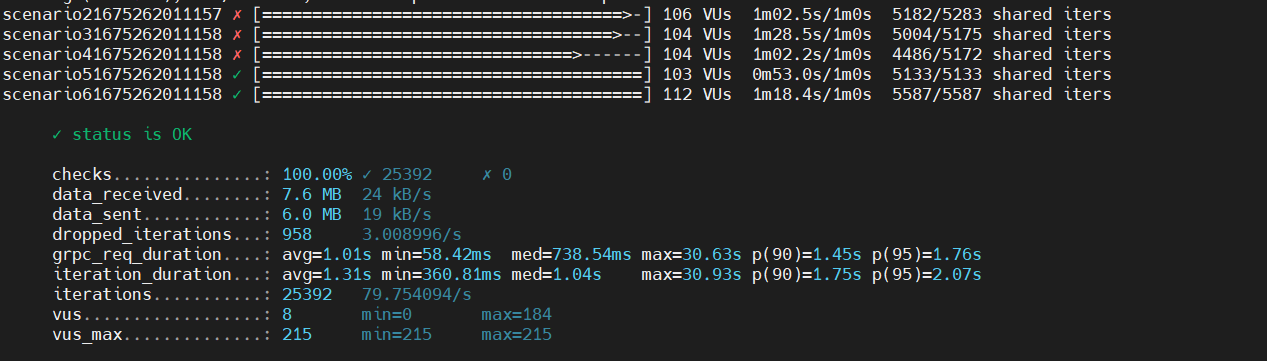 scenario21675262011157 ✗ [====================================>-] 106 VUs  1m02.5s/1m0s  5182/5283 shared iters
scenario31675262011158 ✗ [===================================>--] 104 VUs  1m28.5s/1m0s  5004/5175 shared iters
scenario41675262011158 ✗ [===============================>------] 104 VUs  1m02.2s/1m0s  4486/5172 shared iters
scenario51675262011158 ✓ [======================================] 103 VUs  0m53.0s/1m0s  5133/5133 shared iters
scenario61675262011158 ✓ [======================================] 112 VUs  1m18.4s/1m0s  5587/5587 shared iters
✓ status is OK
checks...............: 100.00% ✓ 25392     ✗ 0
data_received........: 7.6 MB  24 kB/s
data_sent............: 6.0 MB  19 kB/s
dropped_iterations...: 958     3.008996/s
grpc_req_duration....: avg=1.01s min=58.42ms  med=738.54ms max=30.63s p(90)=1.45s p(95)=1.76s
iteration_duration...: avg=1.31s min=360.81ms med=1.04s    max=30.93s p(90)=1.75s p(95)=2.07s
iterations...........: 25392   79.754094/s
vus..................: 8       min=0       max=184
vus_max..............: 215     min=215     max=215